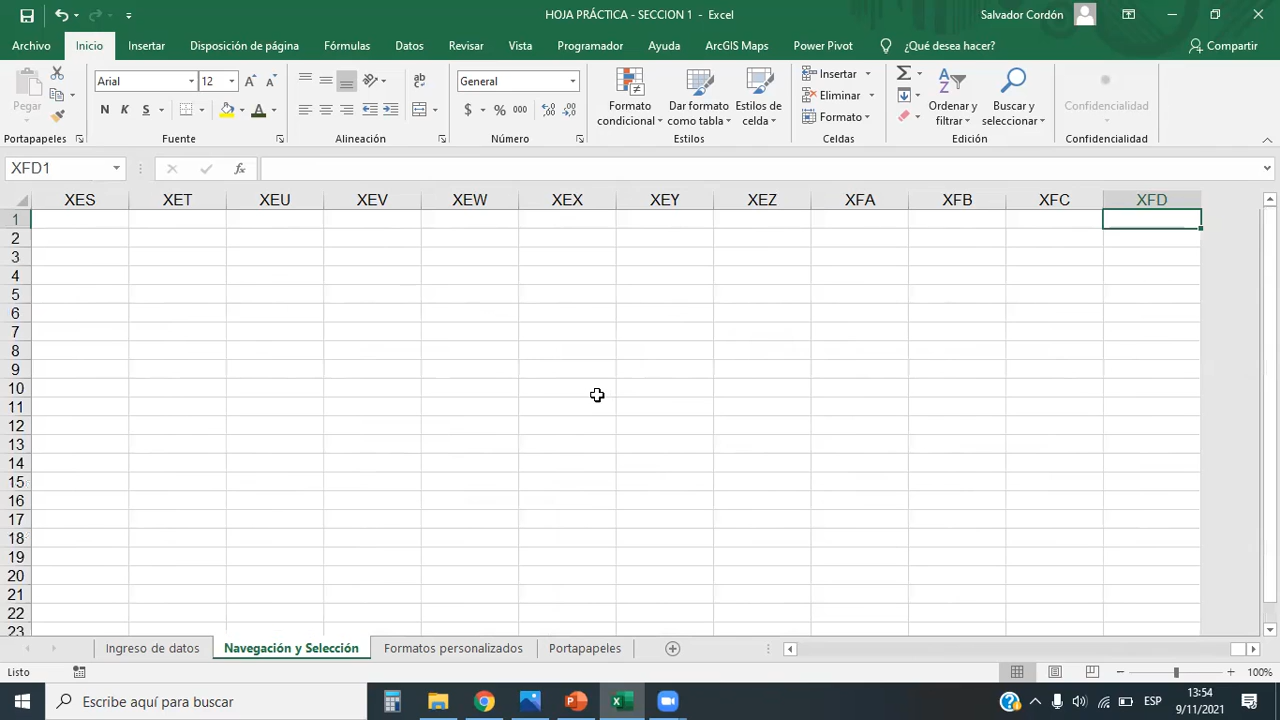 HOJA PRÁCTICA - SECCION 1 - Excel
Salvador Cordón
Archivo Inicio Insertar Disposición de página Fórmulas Datos Revisar Vista Programador Ayuda ArcGIS Maps Power Pivot ¿Qué desea hacer? Compartir
Pegar
Arial 12
N K S
General
$ % 000
Formato condicional
Dar formato como tabla
Estilos de celda
Insertar
Eliminar
Formato
Ordenar y filtrar
Buscar y seleccionar
Confidencialidad
Portapapeles Fuente Alineación Número Estilos Celdas Edición Confidencialidad
XFD1 fx
XES XET XEU XEV XEW XEX XEY XEZ XFA XFB XFC XFD
1
2
3
4
5
6
7
8
9
10
11
12
13
14
15
16
17
18
19
20
21
22
23
Ingreso de datos Navegación y Selección Formatos personalizados Portapapeles
Listo 100%
Escribe aquí para buscar
ESP
13:54
9/11/2021